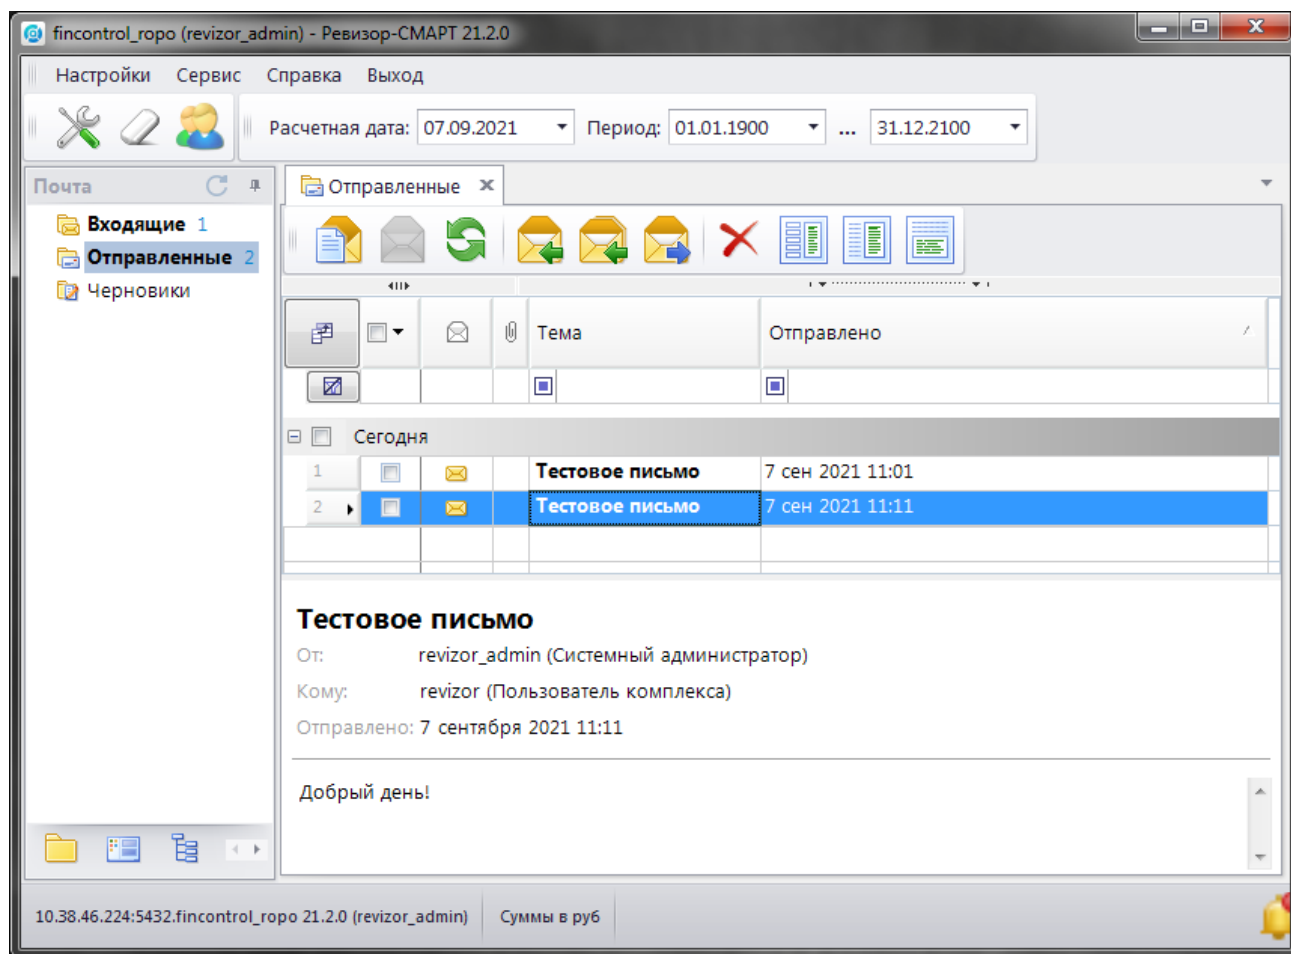 fincontrol_ropo (revizor_admin) - Ревизор-СМАРТ 21.2.0
Настройки Сервис Справка Выход
Расчетная дата: 07.09.2021 Период: 01.01.1900 ... 31.12.2100
Почта
Отправленные
Входящие 1
Отправленные 2
Черновики
Тема Отправлено
Сегодня
1 Тестовое письмо 7 сен 2021 11:01
2 Тестовое письмо 7 сен 2021 11:11
Тестовое письмо
От: revizor_admin (Системный администратор)
Кому: revizor (Пользователь комплекса)
Отправлено: 7 сентября 2021 11:11
Добрый день!
10.38.46.224:5432.fincontrol_ropo 21.2.0 (revizor_admin) Суммы в руб